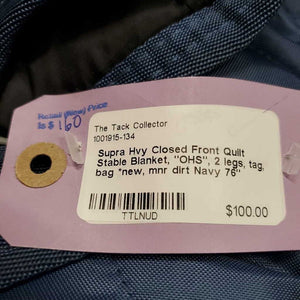 Retail (New) Price
is $ 160
The Tack Collector
1001915-134
Supra Hvy Closed Front Quilt
Stable Blanket, "OHS", 2 legs, tag,
bag *new, mnr dirt Navy 76"
TTLNUD
$100.00